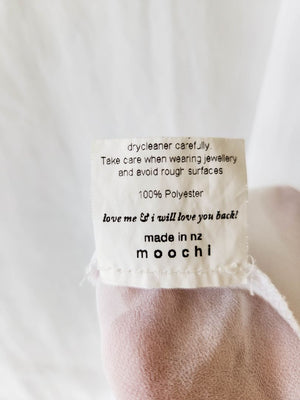 drycleaner carefully.
Take care when wearing jewellery
and avoid rough surfaces
100% Polyester
love me & i will love you back!
made in nz
moochi